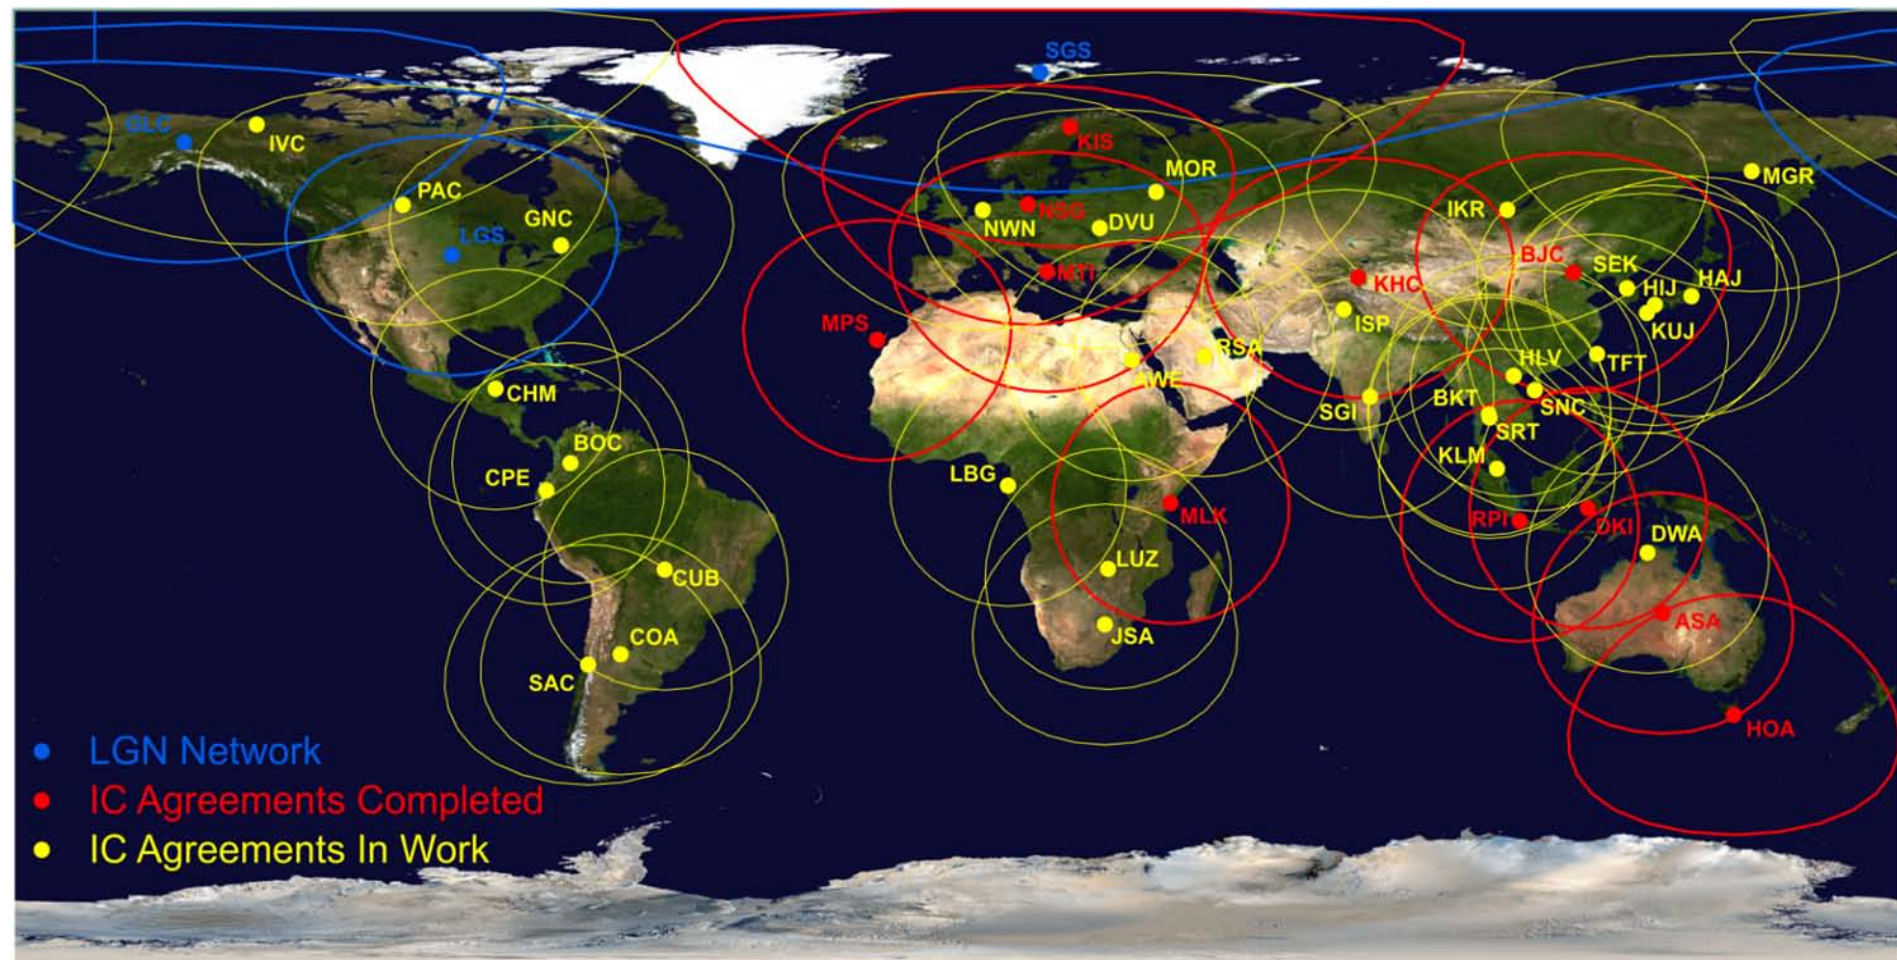 SGS
GLC
IVC
KIS
MOR
MGR
PAC
GNC
NSG
IKR
NWN
DVU
LGS
BJC
SEK
MTI
KHC
HIJ
HAJ
ISP
KUJ
MPS
RSA
HLV
TFT
AWE
CHM
SGI
BKT
SNC
SRT
BOC
KLM
CPE
LBG
MLK
RPI
DKI
DWA
LUZ
CUB
ASA
COA
JSA
SAC
HOA
LGN Network
IC Agreements Completed
IC Agreements In Work